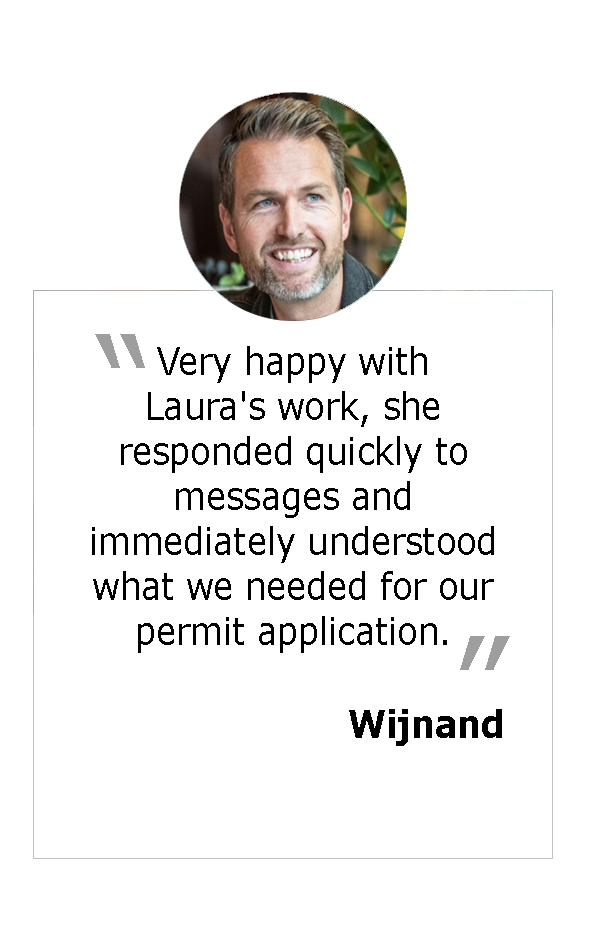 "Very happy with
Laura's work, she
responded quickly to
messages and
immediately understood
what we needed for our
permit application."
Wijnand